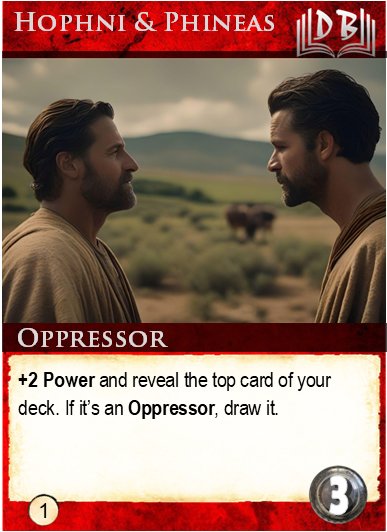 Hophni & Phineas
DB
Oppressor
+2 Power and reveal the top card of your
deck. If it's an Oppressor, draw it.
1
3